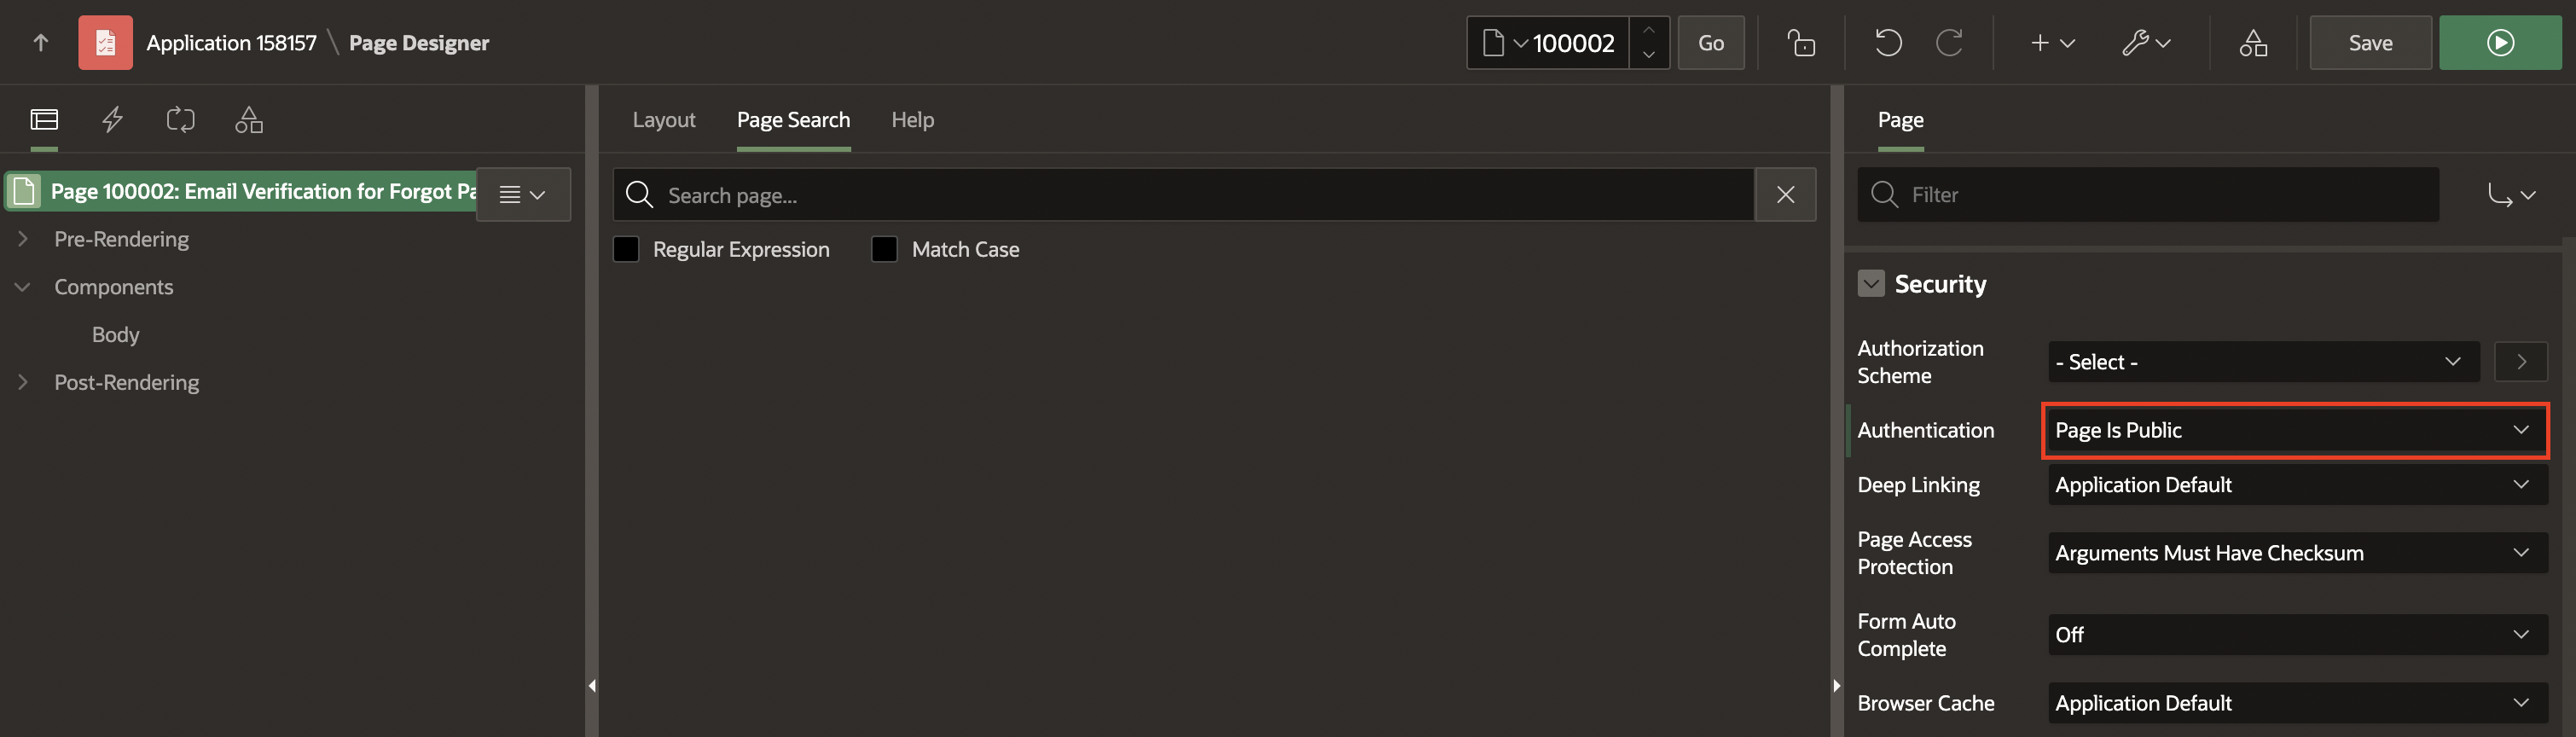 Application 158157 \ Page Designer
100002
Go
Save
Page 100002: Email Verification for Forgot Pa
Pre-Rendering
Components
Body
Post-Rendering
Layout
Page Search
Help
Search page...
Regular Expression
Match Case
Page
Filter
Security
Authorization
Scheme
- Select -
Authentication
Page Is Public
Deep Linking
Application Default
Page Access
Protection
Arguments Must Have Checksum
Form Auto
Complete
Off
Browser Cache
Application Default